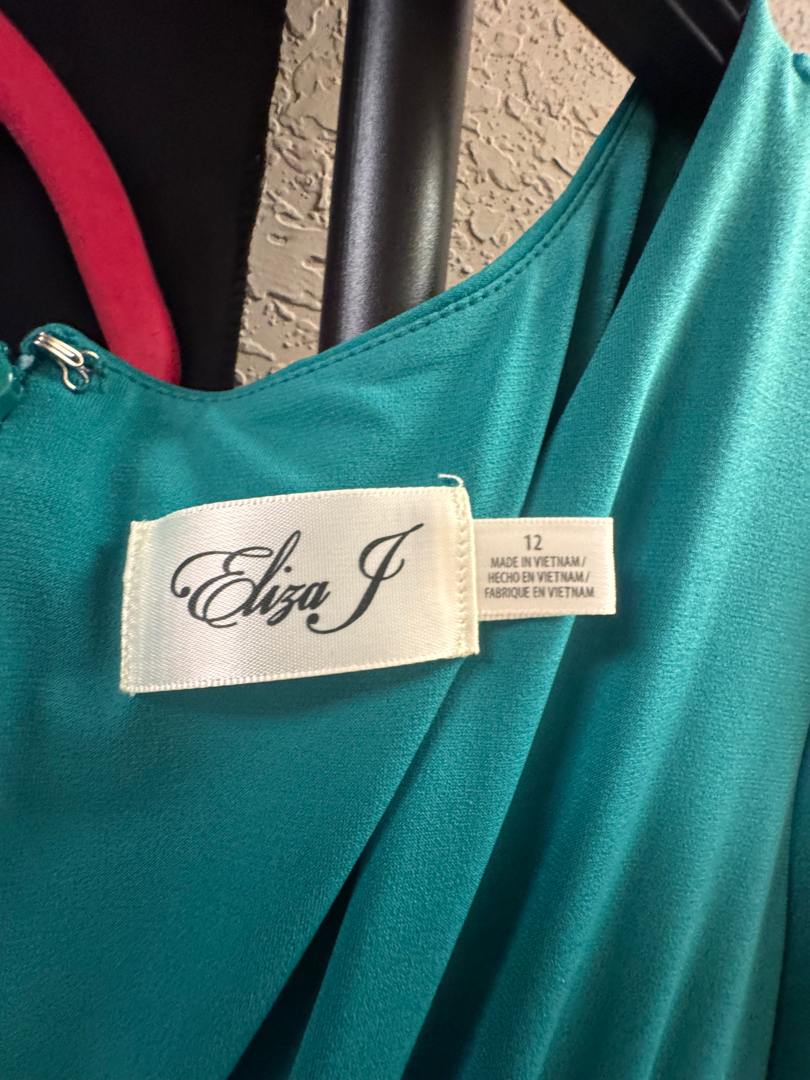 Eliza J
12
MADE IN VIETNAM/
HECHO EN VIETNAM/
FABRIQUE EN VIETNAM